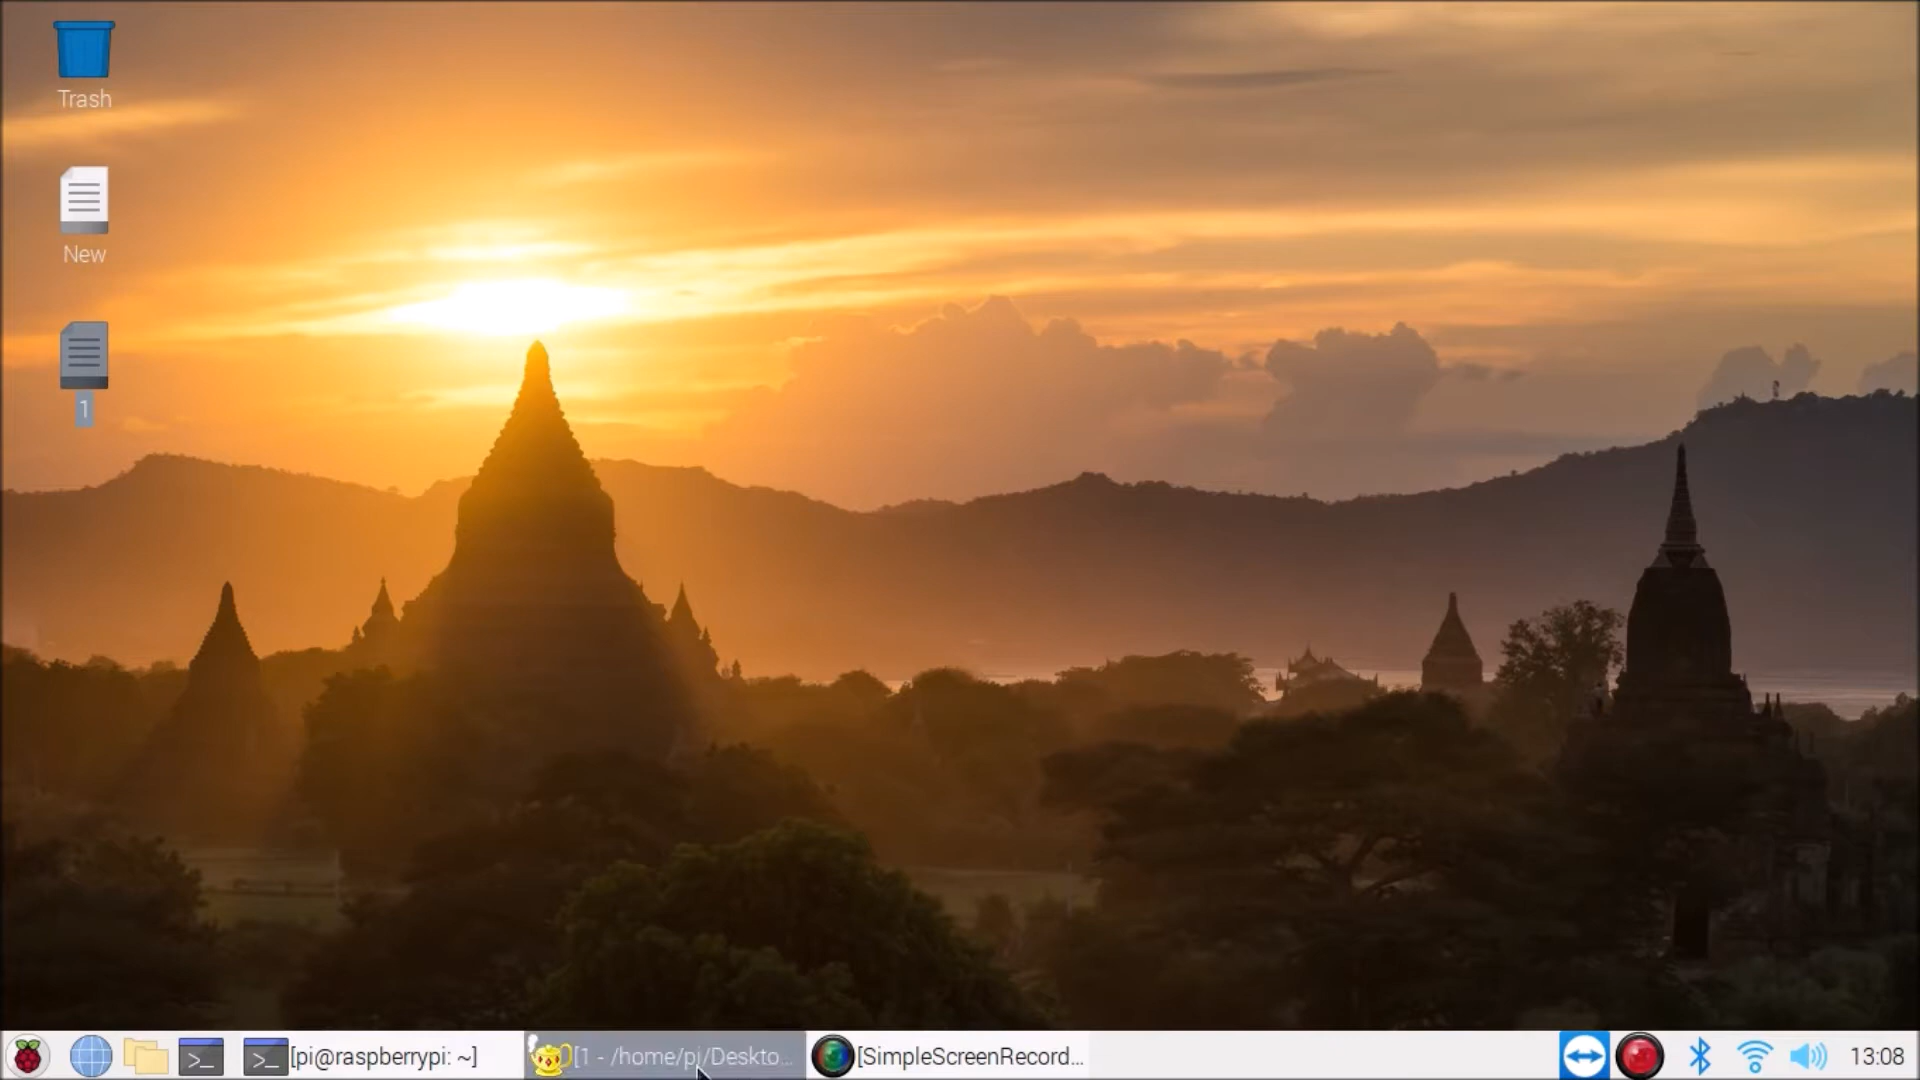 Trash
New
1
[pi@raspberrypi: ~]
[1 - /home/pi/Deskto...
[SimpleScreenRecord...
13:08